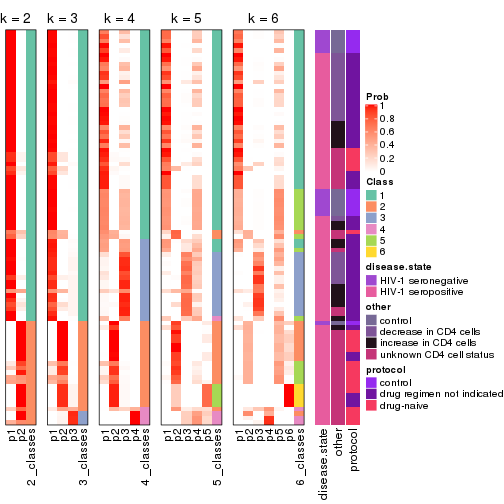 k = 2 k = 3 k = 4 k = 5 k = 6
Prob
1
0.8
0.6
0.4
0.2
0
Class
1
2
3
4
5
6
disease.state
HIV-1 seronegative
HIV-1 seropositive
other
control
decrease in CD4 cells
increase in CD4 cells
unknown CD4 cell status
protocol
control
drug regimen not indicated
drug-naive
p1 p2 2_classes p1 p2 p3 3_classes p1 p2 p3 p4 4_classes p1 p2 p3 p4 p5 5_classes p1 p2 p3 p4 p5 p6 6_classes disease.state other protocol